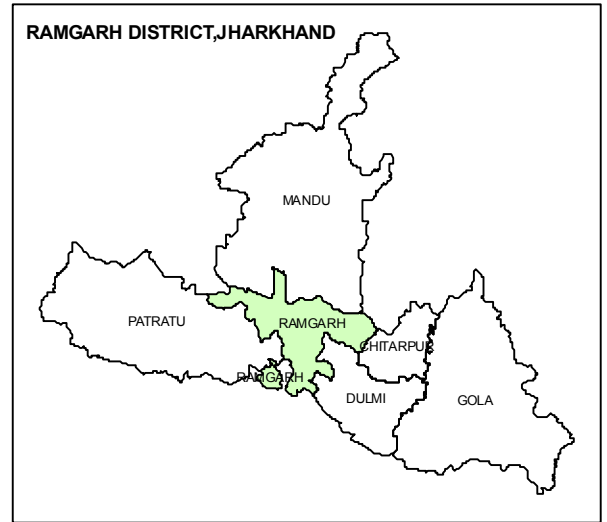 RAMGARH DISTRICT,JHARKHAND
MANDU
PATRATU
RAMGARH
CHITARPUR
RAMGARH
DULMI
GOLA